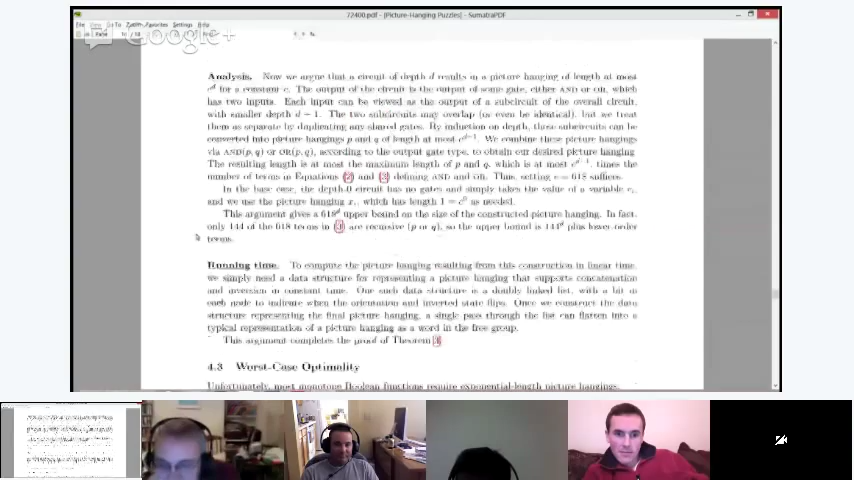 72400.pdf - [Picture-Hanging Puzzles] - SumatraPDF
File View Go To Zoom Favorites Settings Help
Google+
Analysis. Now we argue that a circuit of depth d results in a picture hanging of length at most
c^d for a constant c. The output of the circuit is the output of some gate, either AND or OR, which
has two inputs. Each input can be viewed as the output of a subcircuit of the overall circuit,
with smaller depth d − 1. The two subcircuits may overlap (or even be identical), but we treat
them as separate by duplicating any shared gates. By induction on depth, these subcircuits can be
converted into picture hangings p and q of length at most c^{d−1}. We combine these picture hangings
via AND(p, q) or OR(p, q), according to the output gate type, to obtain our desired picture hanging.
The resulting length is at most the maximum length of p and q, which is at most c^{d−1}, times the
number of terms in Equations (2) and (3) defining AND and OR. Thus, setting c = 618 suffices.
In the base case, the depth-0 circuit has no gates and simply takes the value of a variable
and we use the picture hanging which has length 1 = c^0 as needed.
This argument gives a 618^d upper bound on the size of the constructed picture hanging. In fact,
only 144 of the 618 terms in (3) are recursive (p or q), so the upper bound is 144^d plus lower-order
terms.
Running time. To compute the picture hanging resulting from this construction in linear time,
we simply need a data structure for representing a picture hanging that supports concatenation
and inversion in constant time. One such data structure is a doubly linked list, with a bit in
each node to indicate when the orientation and inverted state flips. Once we construct the data
structure representing the final picture hanging, a single pass through the list can flatten into a
typical representation of a picture hanging as a word in the free group.
This argument completes the proof of Theorem 3
4.3 Worst-Case Optimality
Unfortunately, most monotone Boolean functions require exponential-length picture hangings.